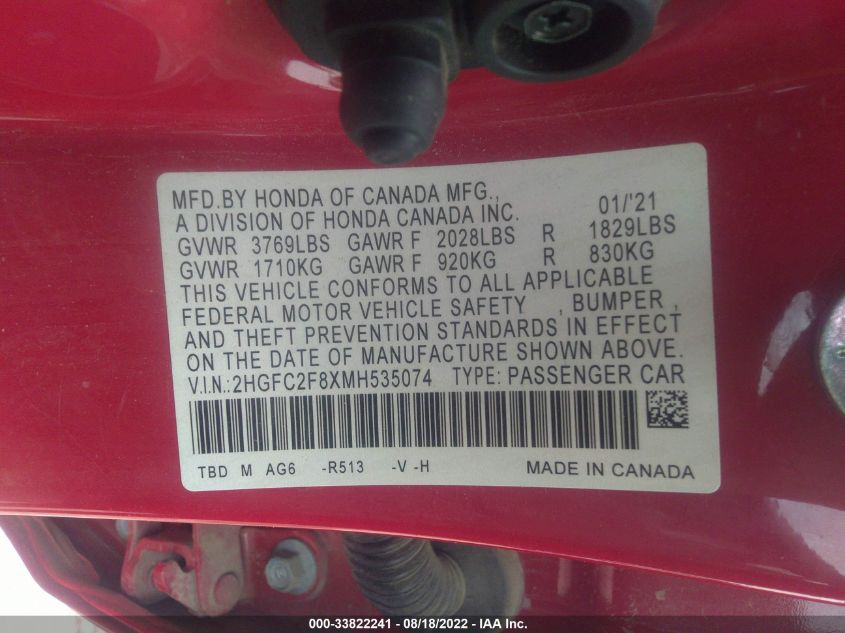 MFD.BY HONDA OF CANADA MFG., 01/'21
A DIVISION OF HONDA CANADA INC.
GVWR 3769LBS GAWR F 2028LBS R 1829LBS
GVWR 1710KG GAWR F 920KG R 830KG
THIS VEHICLE CONFORMS TO ALL APPLICABLE
FEDERAL MOTOR VEHICLE SAFETY , BUMPER ,
AND THEFT PREVENTION STANDARDS IN EFFECT
ON THE DATE OF MANUFACTURE SHOWN ABOVE.
V.I.N.:2HGFC2F8XMH535074 TYPE: PASSENGER CAR
TBD M AG6 -R513 -V -H MADE IN CANADA
000-33822241 - 08/18/2022 - IAA Inc.